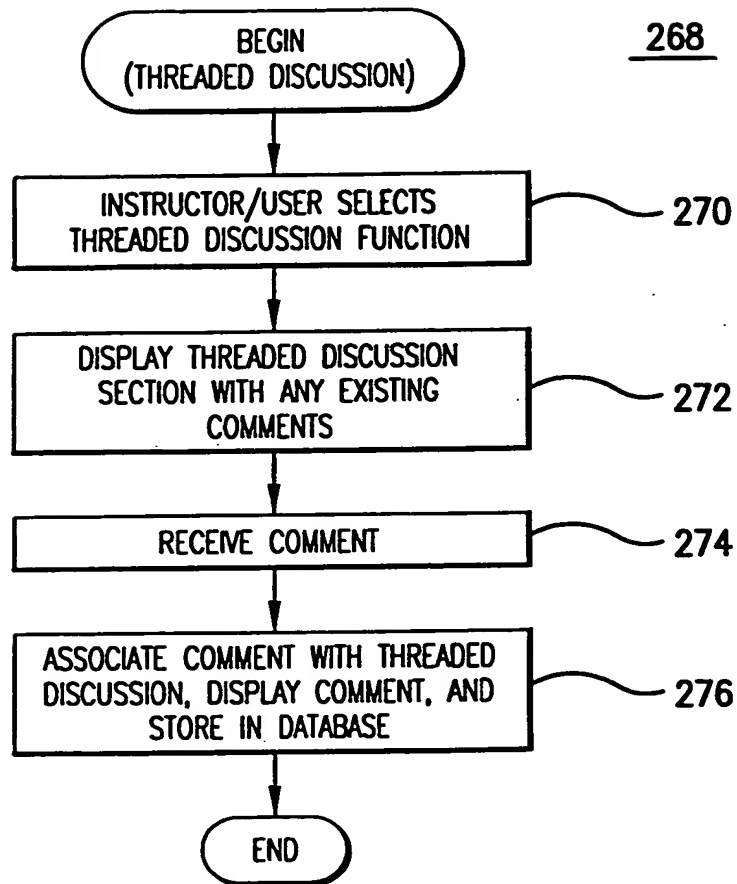 BEGIN
(THREADED DISCUSSION)
268
INSTRUCTOR/USER SELECTS
THREADED DISCUSSION FUNCTION
270
DISPLAY THREADED DISCUSSION
SECTION WITH ANY EXISTING
COMMENTS
272
RECEIVE COMMENT
274
ASSOCIATE COMMENT WITH THREADED
DISCUSSION, DISPLAY COMMENT, AND
STORE IN DATABASE
276
END